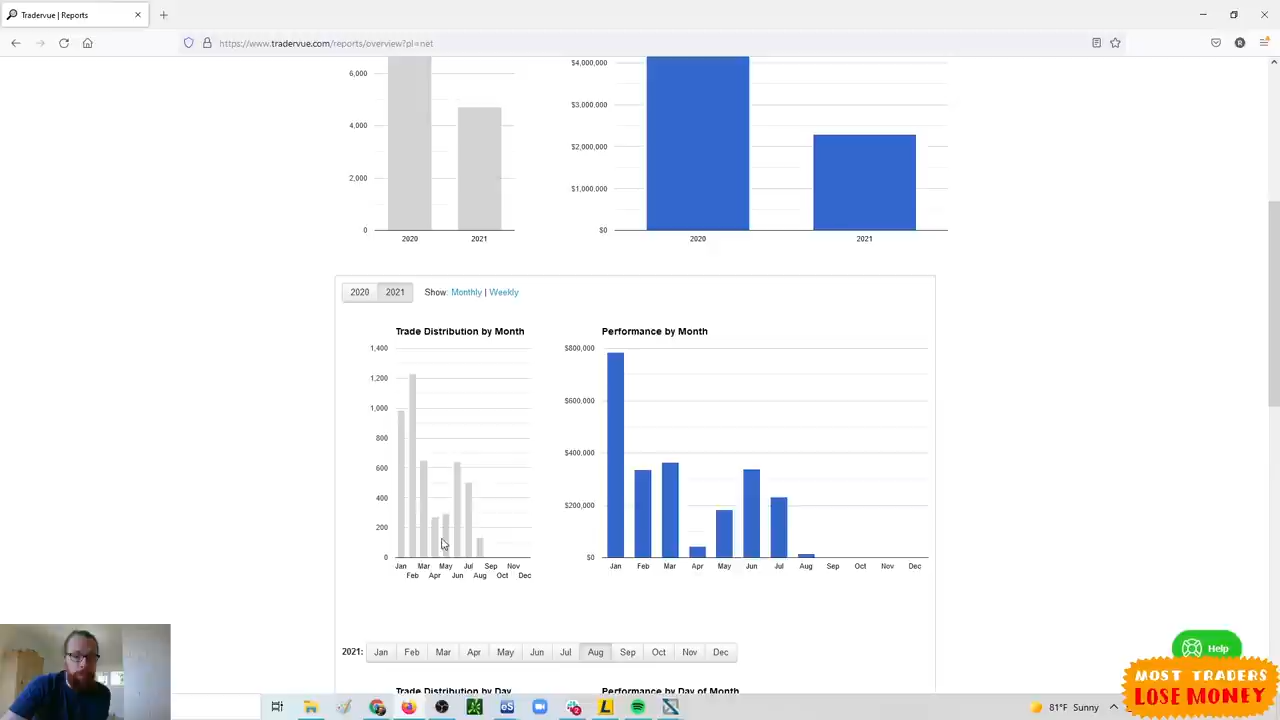 Tradervue | Reports
https://www.tradervue.com/reports/overview?pl=net
6,000
4,000
2,000
0
2020
2021
$4,000,000
$3,000,000
$2,000,000
$1,000,000
$0
2020
2021
2020
2021
Show: Monthly | Weekly
Trade Distribution by Month
1,400
1,200
1,000
800
600
400
200
0
Jan Mar May Jul Sep Nov
Feb Apr Jun Aug Oct Dec
Performance by Month
$800,000
$600,000
$400,000
$200,000
$0
Jan Feb Mar Apr May Jun Jul Aug Sep Oct Nov Dec
2021: Jan Feb Mar Apr May Jun Jul Aug Sep Oct Nov Dec
Trade Distribution by Day
Performance by Day of Month
Help
MOST TRADERS
LOSE MONEY
81°F Sunny